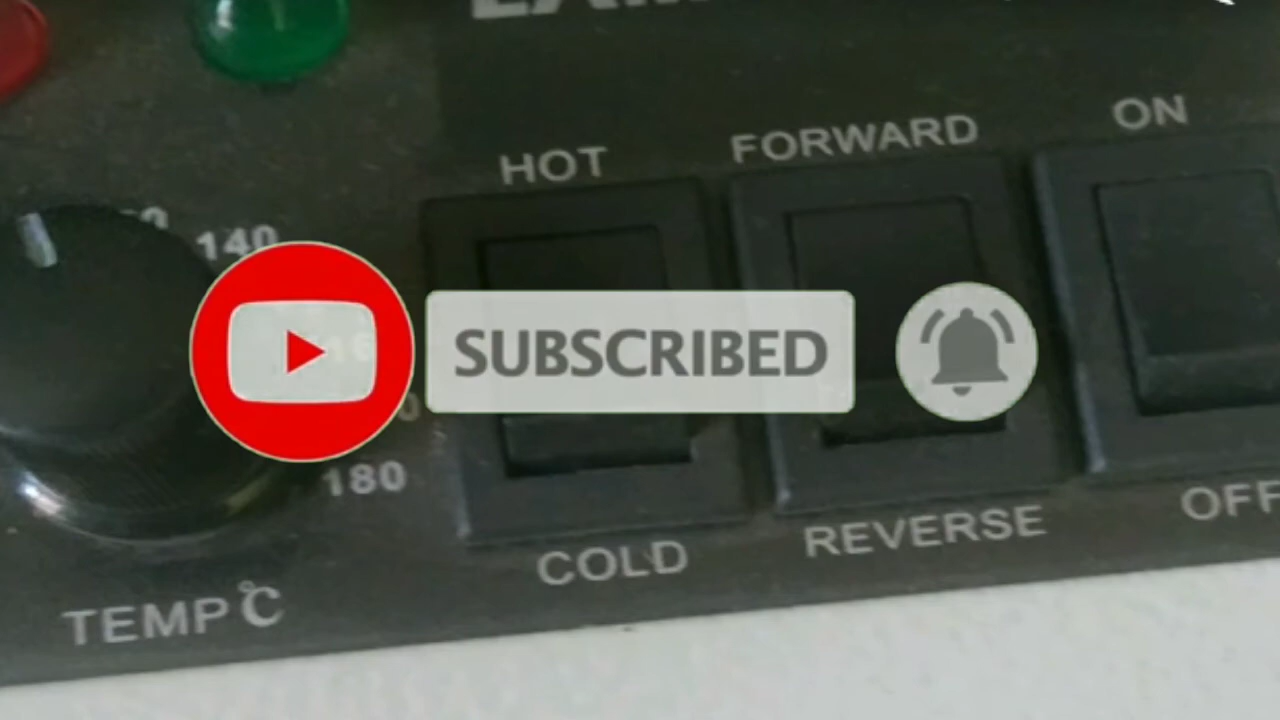 ON
FORWARD
HOT
140
SUBSCRIBED
180
OFF
REVERSE
COLD
TEMP℃